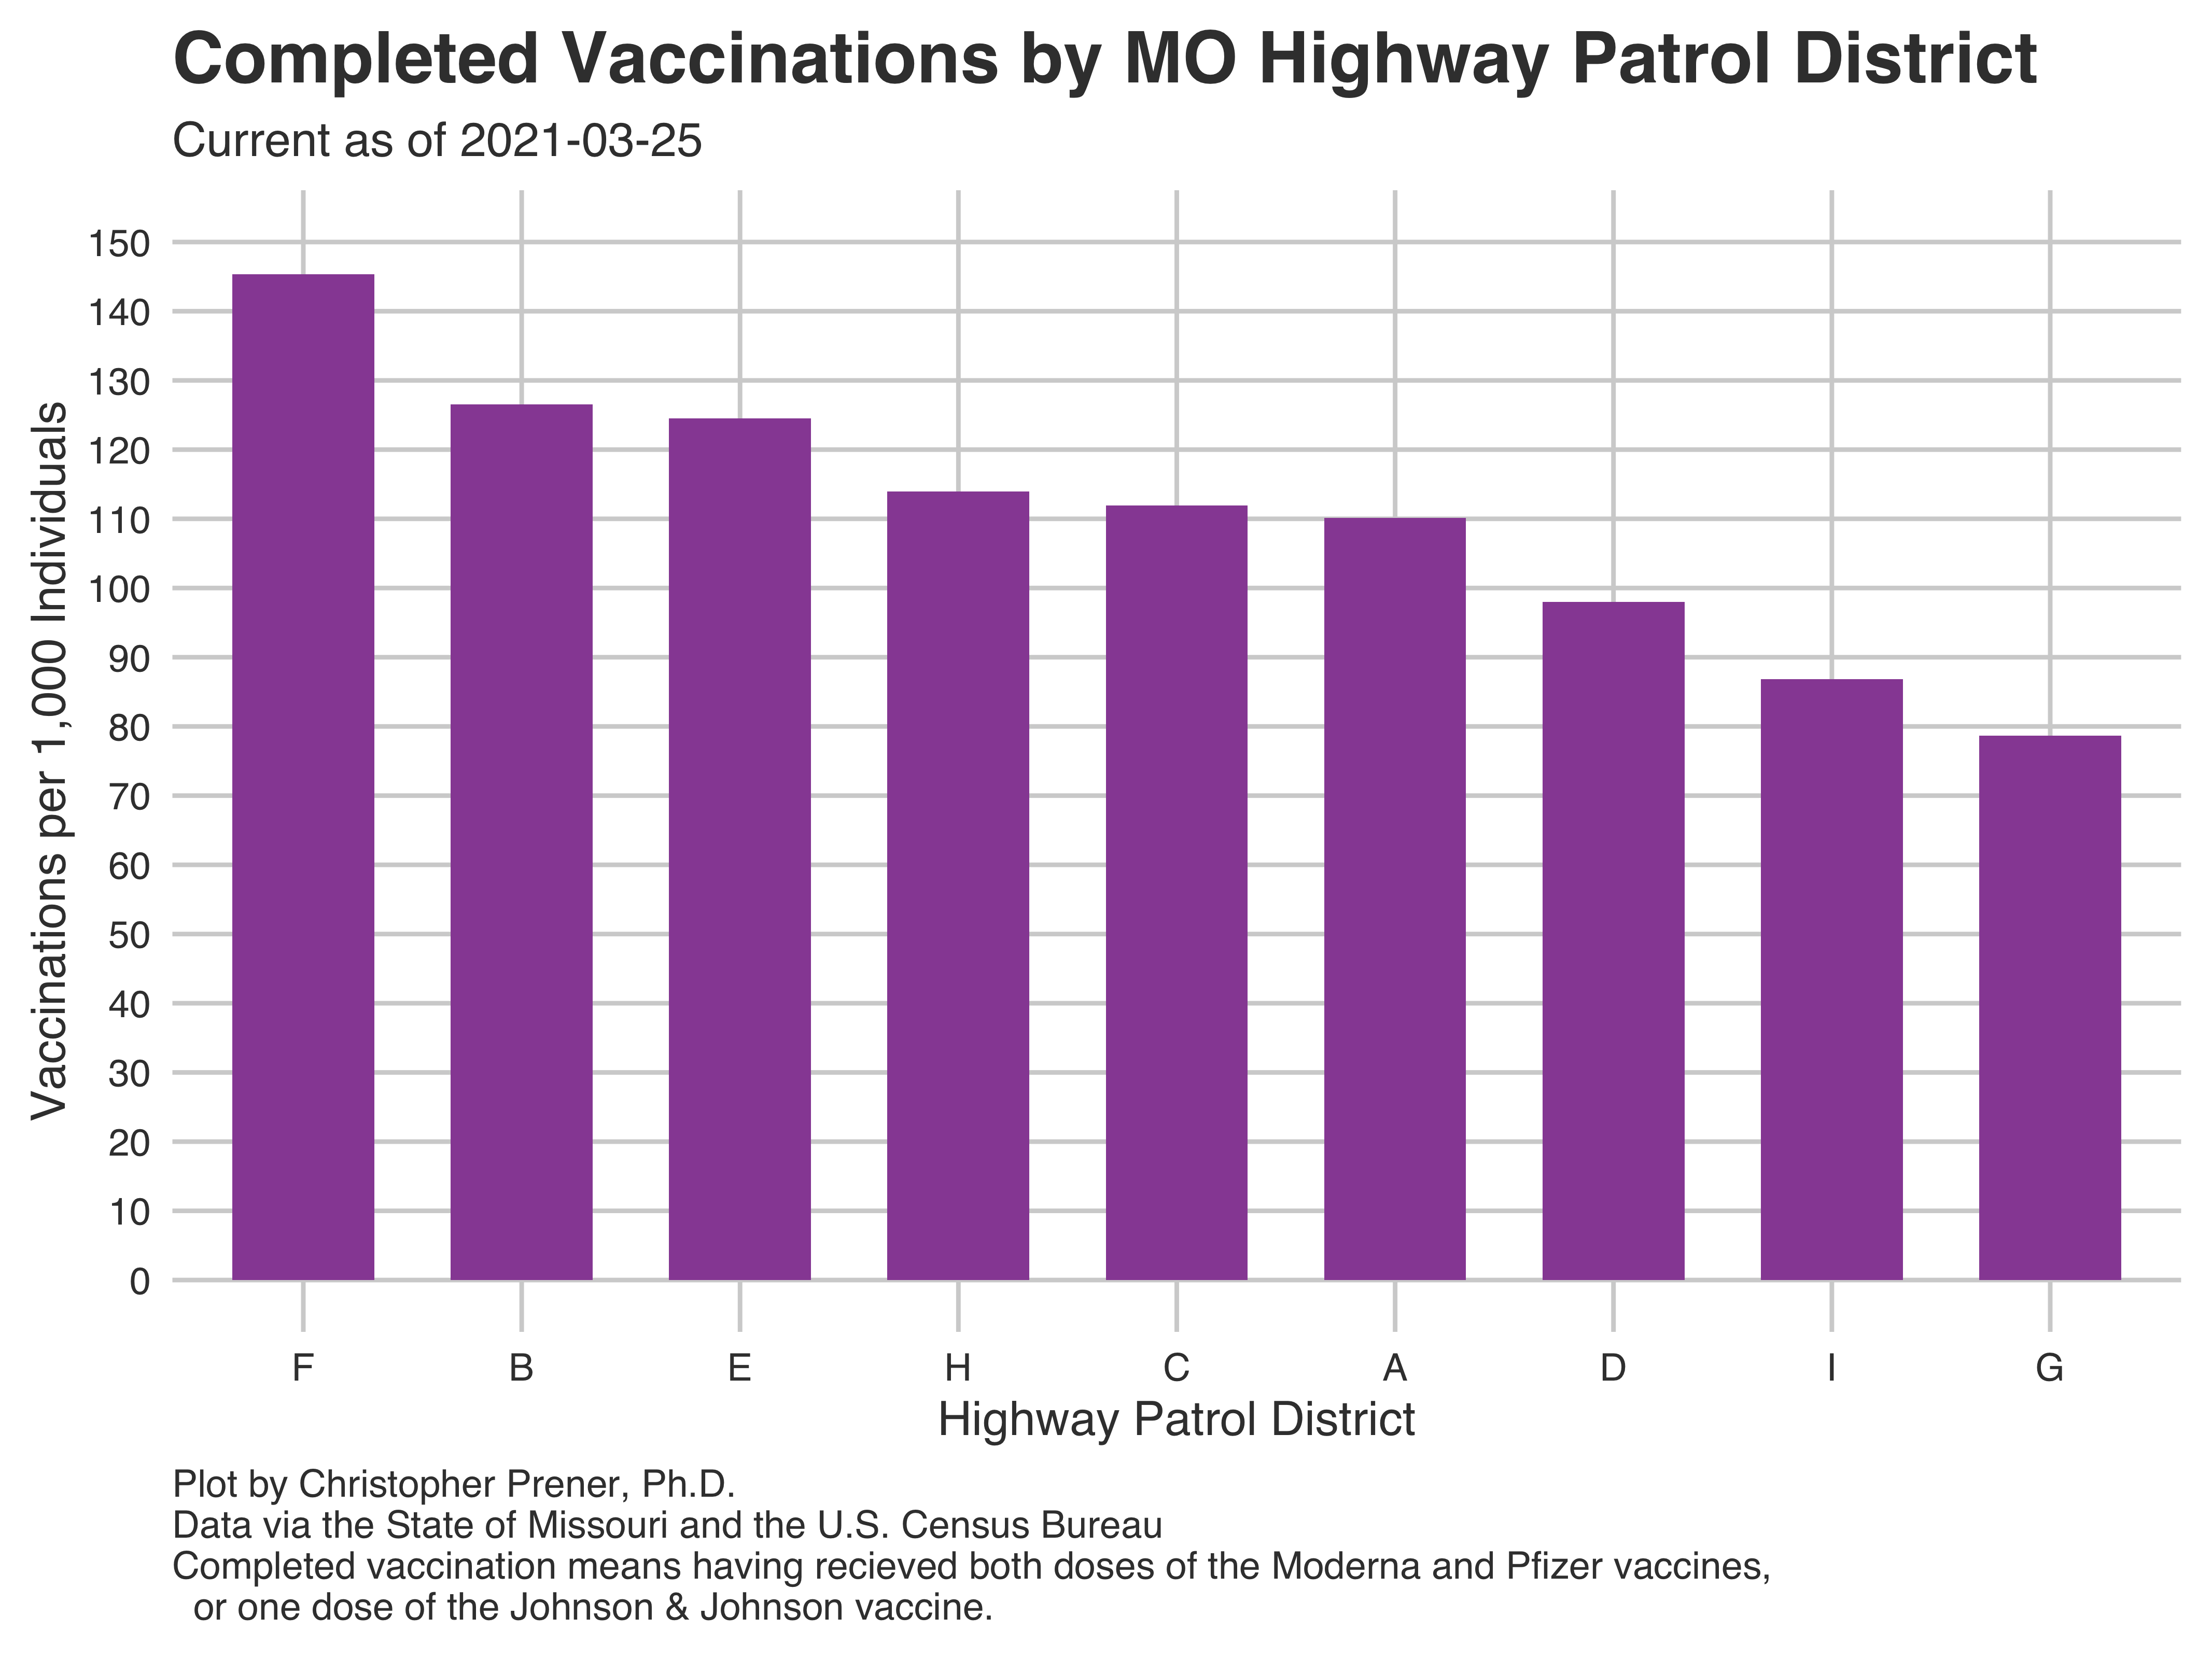 Completed Vaccinations by MO Highway Patrol District
Current as of 2021-03-25
Vaccinations per 1,000 Individuals
150
140
130
120
110
100
90
80
70
60
50
40
30
20
10
0
F B E H C A D I G
Highway Patrol District
Plot by Christopher Prener, Ph.D.
Data via the State of Missouri and the U.S. Census Bureau
Completed vaccination means having recieved both doses of the Moderna and Pfizer vaccines,
or one dose of the Johnson & Johnson vaccine.